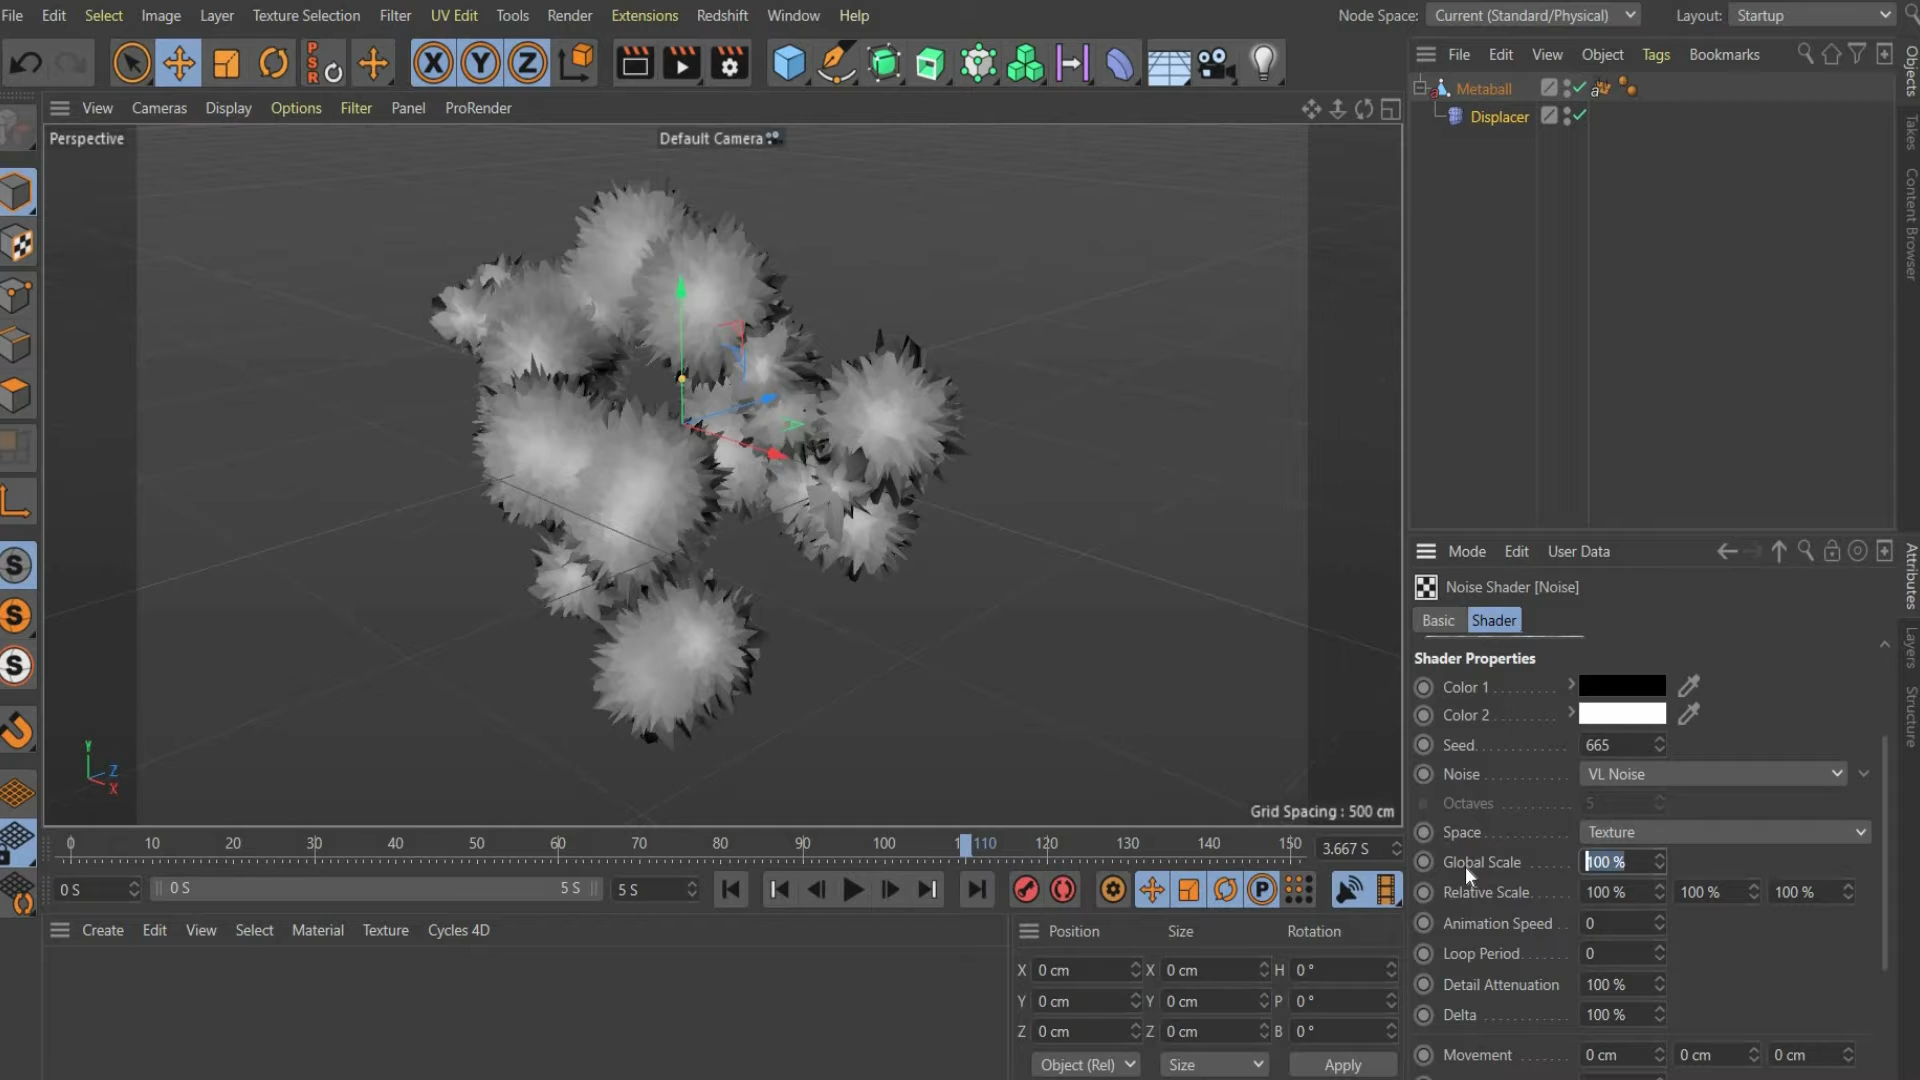 File Edit Select Image Layer Texture Selection Filter UV Edit Tools Render Extensions Redshift Window Help Node Space: Current (Standard/Physical) Layout: Startup
P S R X Y Z
File Edit View Object Tags Bookmarks
Objects
Takes
Content Browser
Metaball
Displacer
View Cameras Display Options Filter Panel ProRender
Perspective Default Camera
Y Z X
Grid Spacing : 500 cm
Mode Edit User Data
Attributes
Layers
Structure
Noise Shader [Noise]
Basic Shader
Shader Properties
Color 1
Color 2
Seed 665
Noise VL Noise
Octaves 5
Space Texture
Global Scale 100 %
Relative Scale 100 % 100 % 100 %
Animation Speed 0
Loop Period 0
Detail Attenuation 100 %
Delta 100 %
Movement 0 cm 0 cm 0 cm
S
S
S
0 10 20 30 40 50 60 70 80 90 100 110 120 130 140 150 3.667 S
0 S 0 S 5 S 5 S P
Create Edit View Select Material Texture Cycles 4D
Position Size Rotation
X 0 cm X 0 cm H 0 °
Y 0 cm Y 0 cm P 0 °
Z 0 cm Z 0 cm B 0 °
Object (Rel) Size Apply